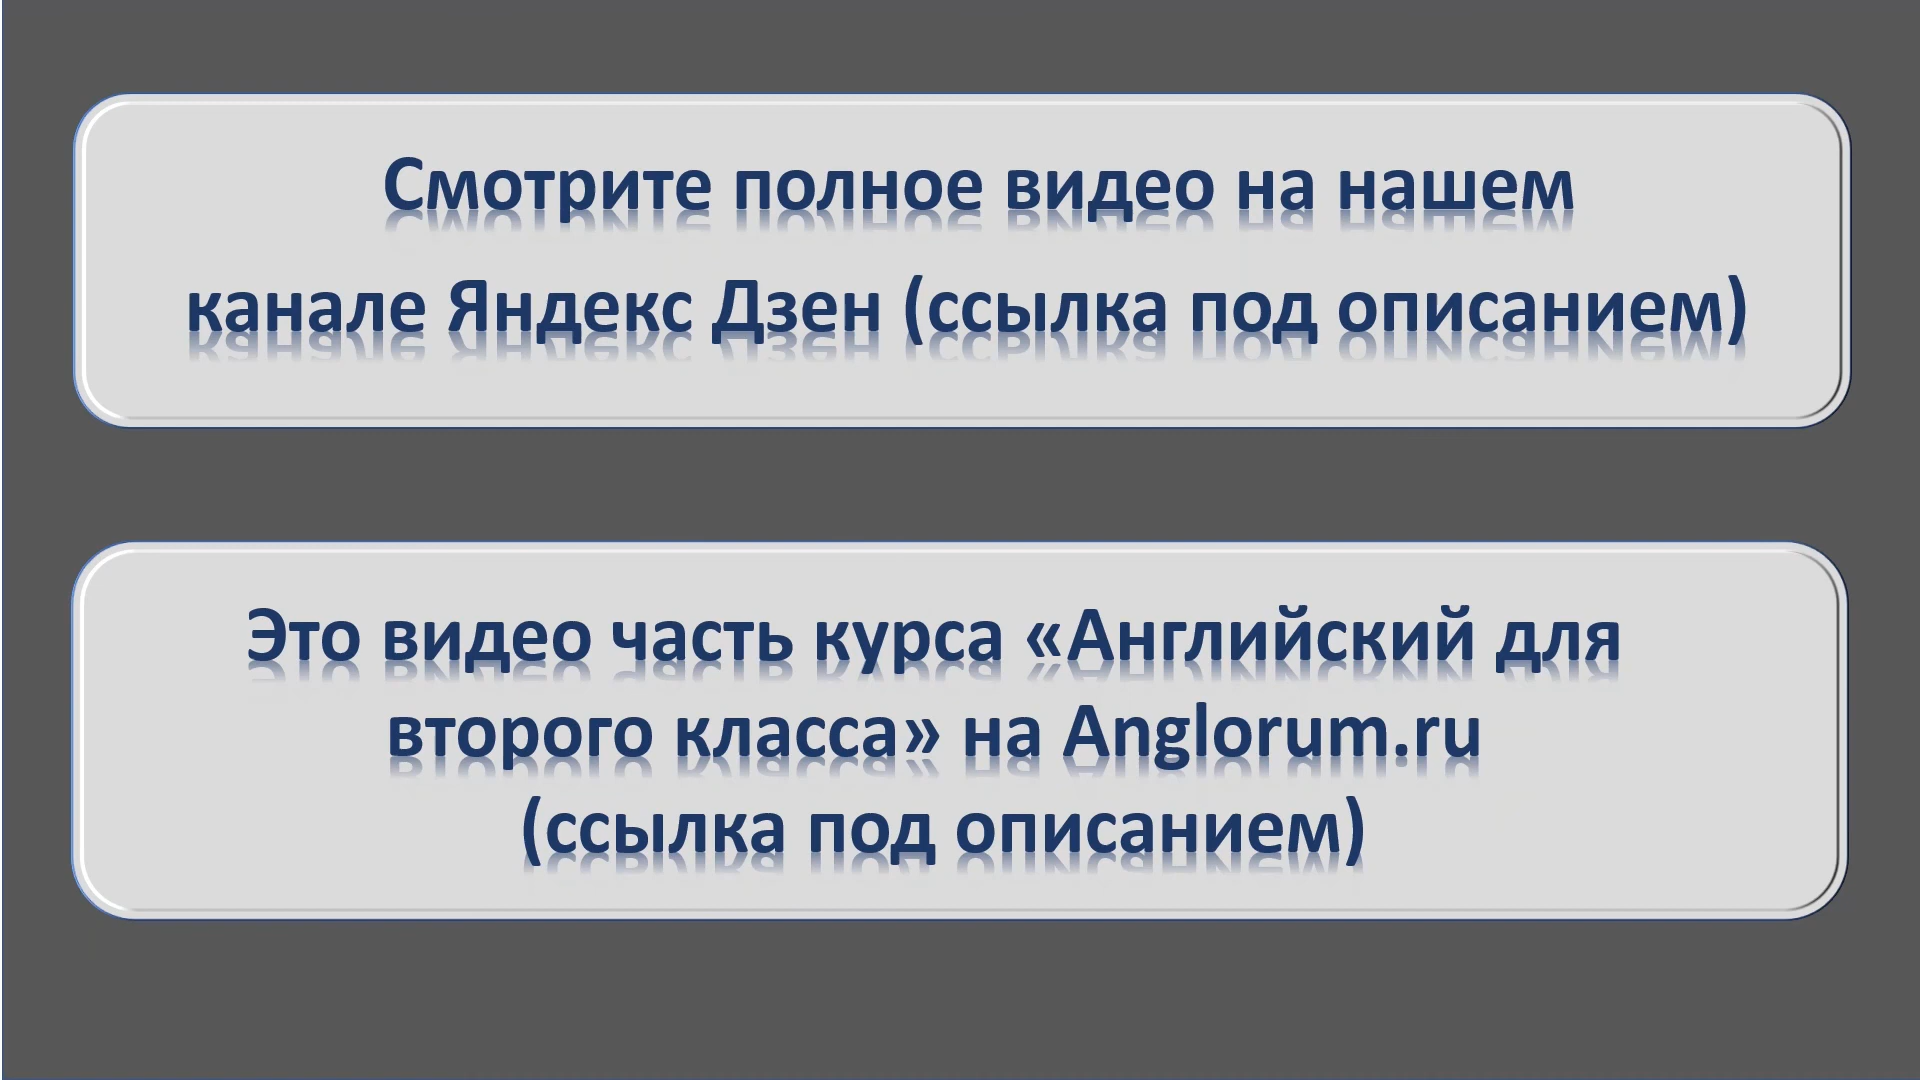 Смотрите полное видео на нашем
канале Яндекс Дзен (ссылка под описанием)
Это видео часть курса «Английский для
второго класса» на Anglorum.ru
(ссылка под описанием)